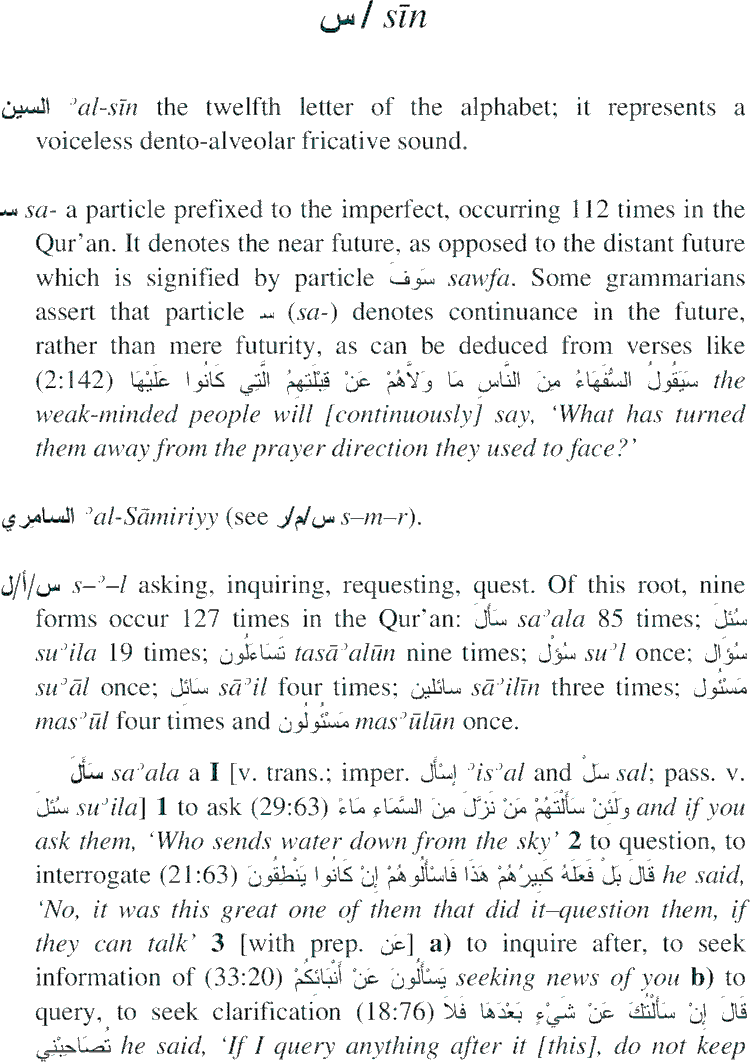 س / sīn
السين ʾal-sīn the twelfth letter of the alphabet; it represents a
voiceless dento-alveolar fricative sound.
سـ sa- a particle prefixed to the imperfect, occurring 112 times in the
Qur’an. It denotes the near future, as opposed to the distant future
which is signified by particle سَوفَ sawfa. Some grammarians
assert that particle سـ (sa-) denotes continuance in the future,
rather than mere futurity, as can be deduced from verses like
(2:142) سَيَقُولُ السُّفَهَاءُ مِنَ النَّاسِ مَا وَلاَّهُمْ عَنْ قِبْلَتِهِمُ الَّتِي كَانُوا عَلَيْهَا the
weak-minded people will [continuously] say, ‘What has turned
them away from the prayer direction they used to face?’
السامِري ʾal-Sāmiriyy (see س/م/ر s–m–r).
س/أ/ل s–ʾ–l asking, inquiring, requesting, quest. Of this root, nine
forms occur 127 times in the Qur’an: سَأَلَ saʾala 85 times; سُئلَ
suʾila 19 times; تَسَاءَلُون tasāʾalūn nine times; سُؤْل suʾl once; سُؤَال
suʾāl once; سَائِل sāʾil four times; سائلين sāʾilīn three times; مَسْئُول
masʾūl four times and مَسْئُولُون masʾūlūn once.
سَأَلَ saʾala a I [v. trans.; imper. إسْأَل ʾisʾal and سَلْ sal; pass. v.
سُئلَ suʾila] 1 to ask (29:63) وَلَئِنْ سأَلْتَهُمْ مَنْ نَزَّلَ مِنَ السَّمَاءِ مَاءً and if you
ask them, ‘Who sends water down from the sky’ 2 to question, to
interrogate (21:63) قَالَ بَلْ فَعَلَهُ كَبِيرُهُمْ هَذَا فَاسْأَلُوهُمْ إِنْ كَانُوا يَنْطِقُونَ he said,
‘No, it was this great one of them that did it–question them, if
they can talk’ 3 [with prep. عَن] a) to inquire after, to seek
information of (33:20) يَسْأَلُونَ عَنْ أَنْبَائِكُمْ seeking news of you b) to
query, to seek clarification (18:76) قَالَ إِنْ سَأَلْتُكَ عَنْ شَيْءٍ بَعْدَهَا فَلاَ
تُصَاحِبْنِي he said, ‘If I query anything after it [this], do not keep